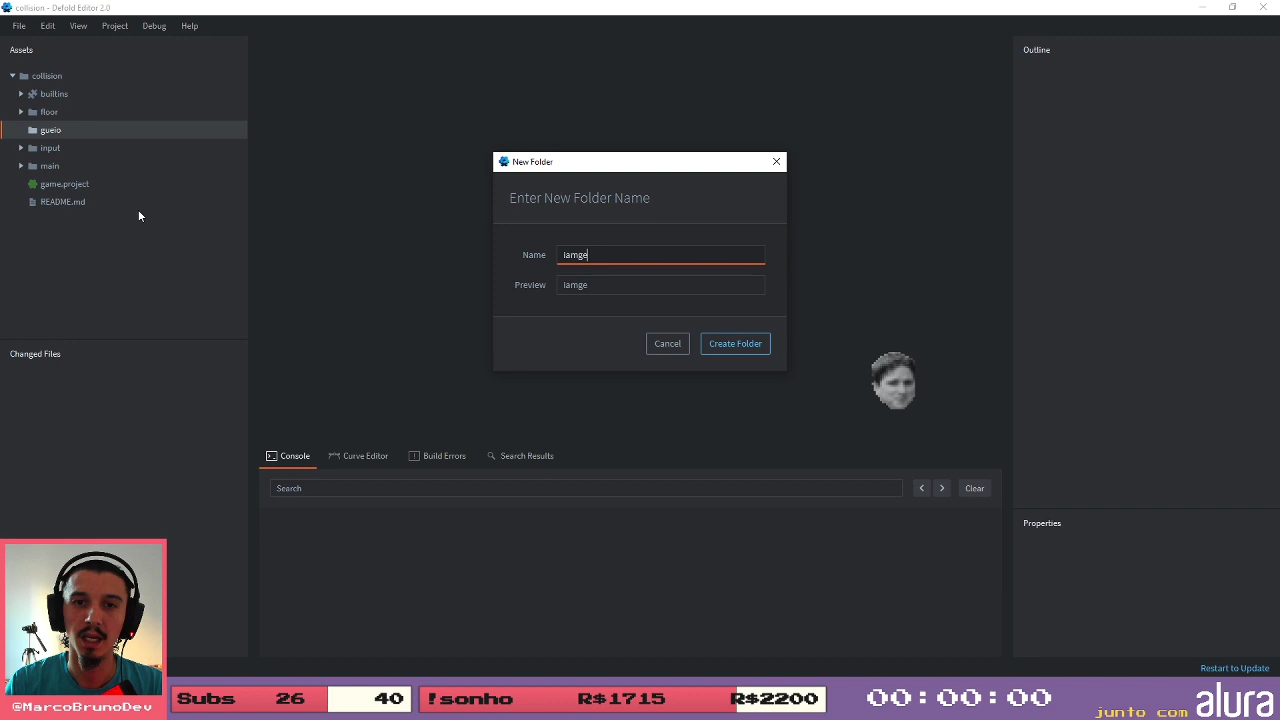 collision - Defold Editor 2.0
File Edit View Project Debug Help
Assets
collision
builtins
floor
gueio
input
main
game.project
README.md
Changed Files
New Folder
Enter New Folder Name
Name Iamge
Preview Iamge
Cancel Create Folder
Console Curve Editor Build Errors Search Results
Search Clear
Outline
Properties
Restart to Update
@MarcoBrunoDev
Subs 26 40 !sonho R$1715 R$2200 00:00:00 junto com alura